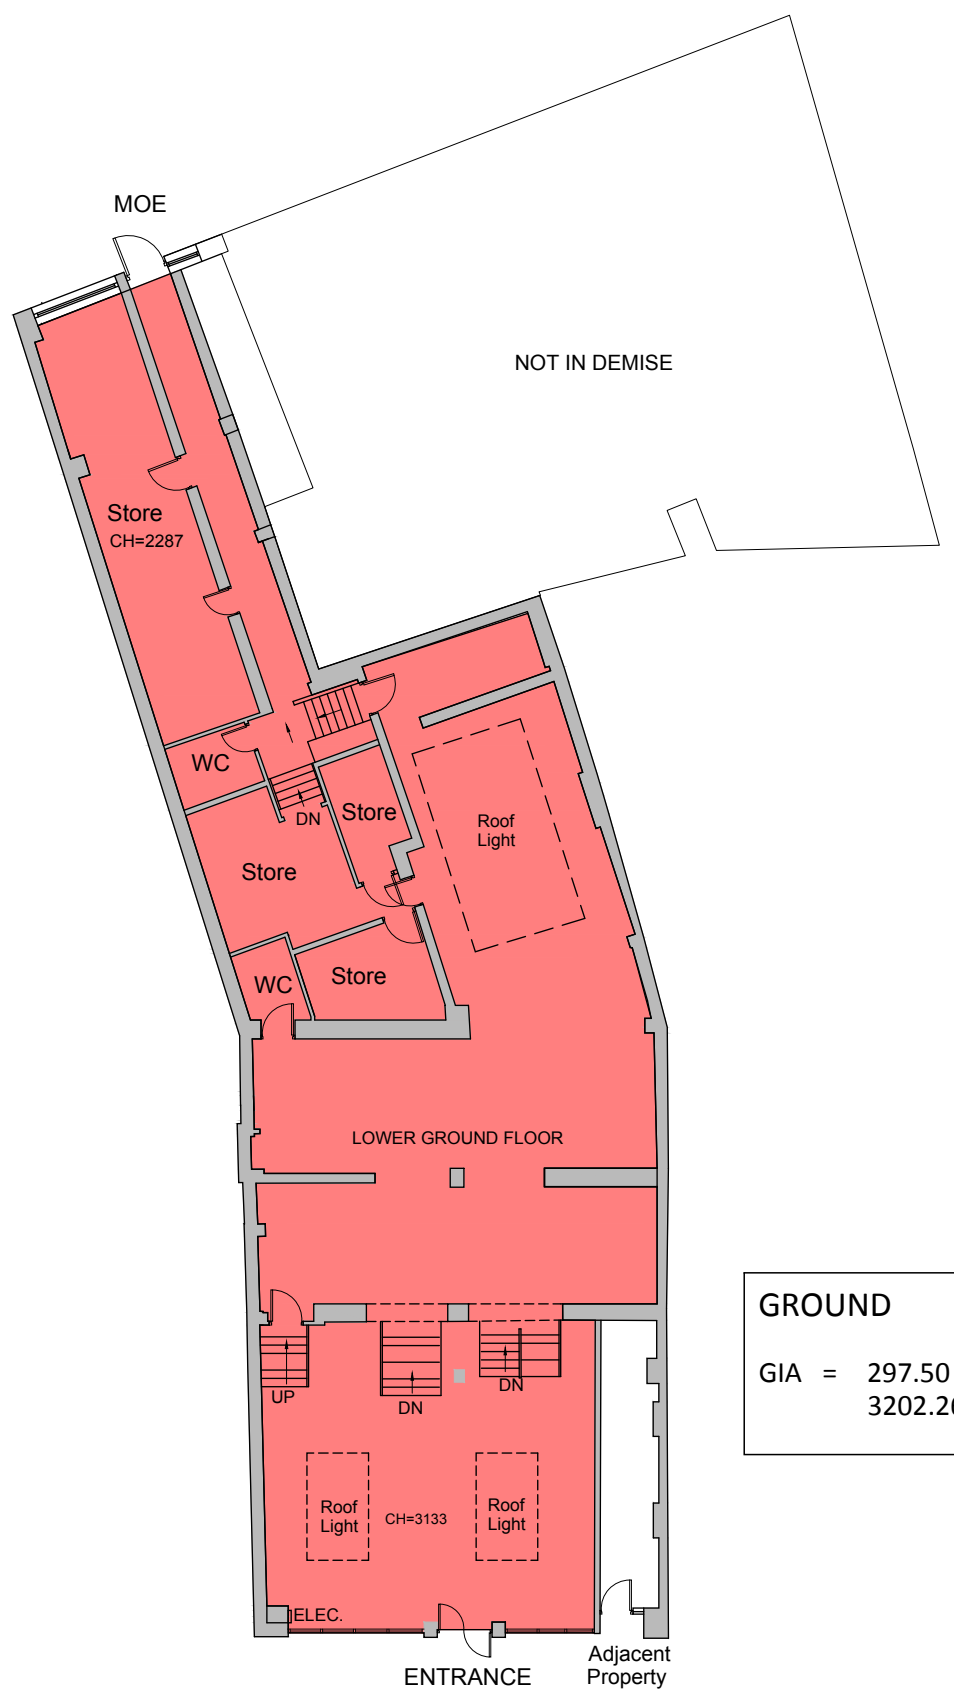 MOE
NOT IN DEMISE
Store
CH=2287
WC
Store
DN
Roof
Light
Store
WC
Store
LOWER GROUND FLOOR
GROUND
GIA = 297.50
UP
DN
DN
Roof
Light
CH=3133
Roof
Light
ELEC.
ENTRANCE
Adjacent
Property